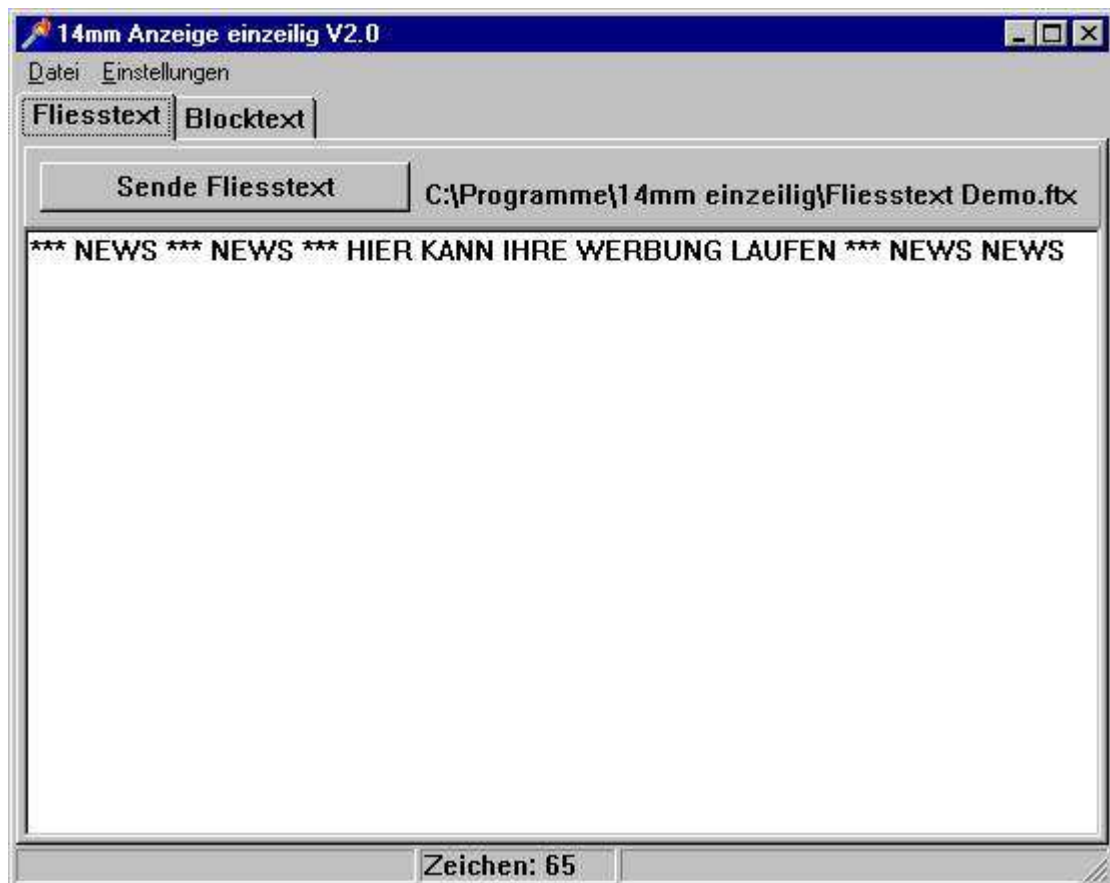 14mm Anzeige einzeilig V2.0
Datei Einstellungen
Fliesstext Blocktext
Sende Fliesstext C:\Programme\14mm einzeilig\Fliesstext Demo.ftx
*** NEWS *** NEWS *** HIER KANN IHRE WERBUNG LAUFEN *** NEWS NEWS
Zeichen: 65